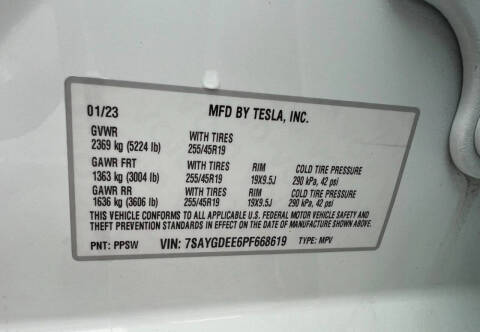 01/23 MFD BY TESLA, INC.
GVWR WITH TIRES
2369 kg (5224 lb) 255/45R19
GAWR FRT WITH TIRES RIM COLD TIRE PRESSURE
1363 kg (3004 lb) 255/45R19 19X9.5J 290 kPa, 42 psi
GAWR RR WITH TIRES RIM COLD TIRE PRESSURE
1636 kg (3606 lb) 255/45R19 19X9.5J 290 kPa, 42 psi
THIS VEHICLE CONFORMS TO ALL APPLICABLE U.S. FEDERAL MOTOR VEHICLE SAFETY AND
THEFT PREVENTION STANDARDS IN EFFECT ON THE DATE OF MANUFACTURE SHOWN ABOVE.
PNT: PPSW VIN: 7SAYGDEE6PF668619 TYPE: MPV